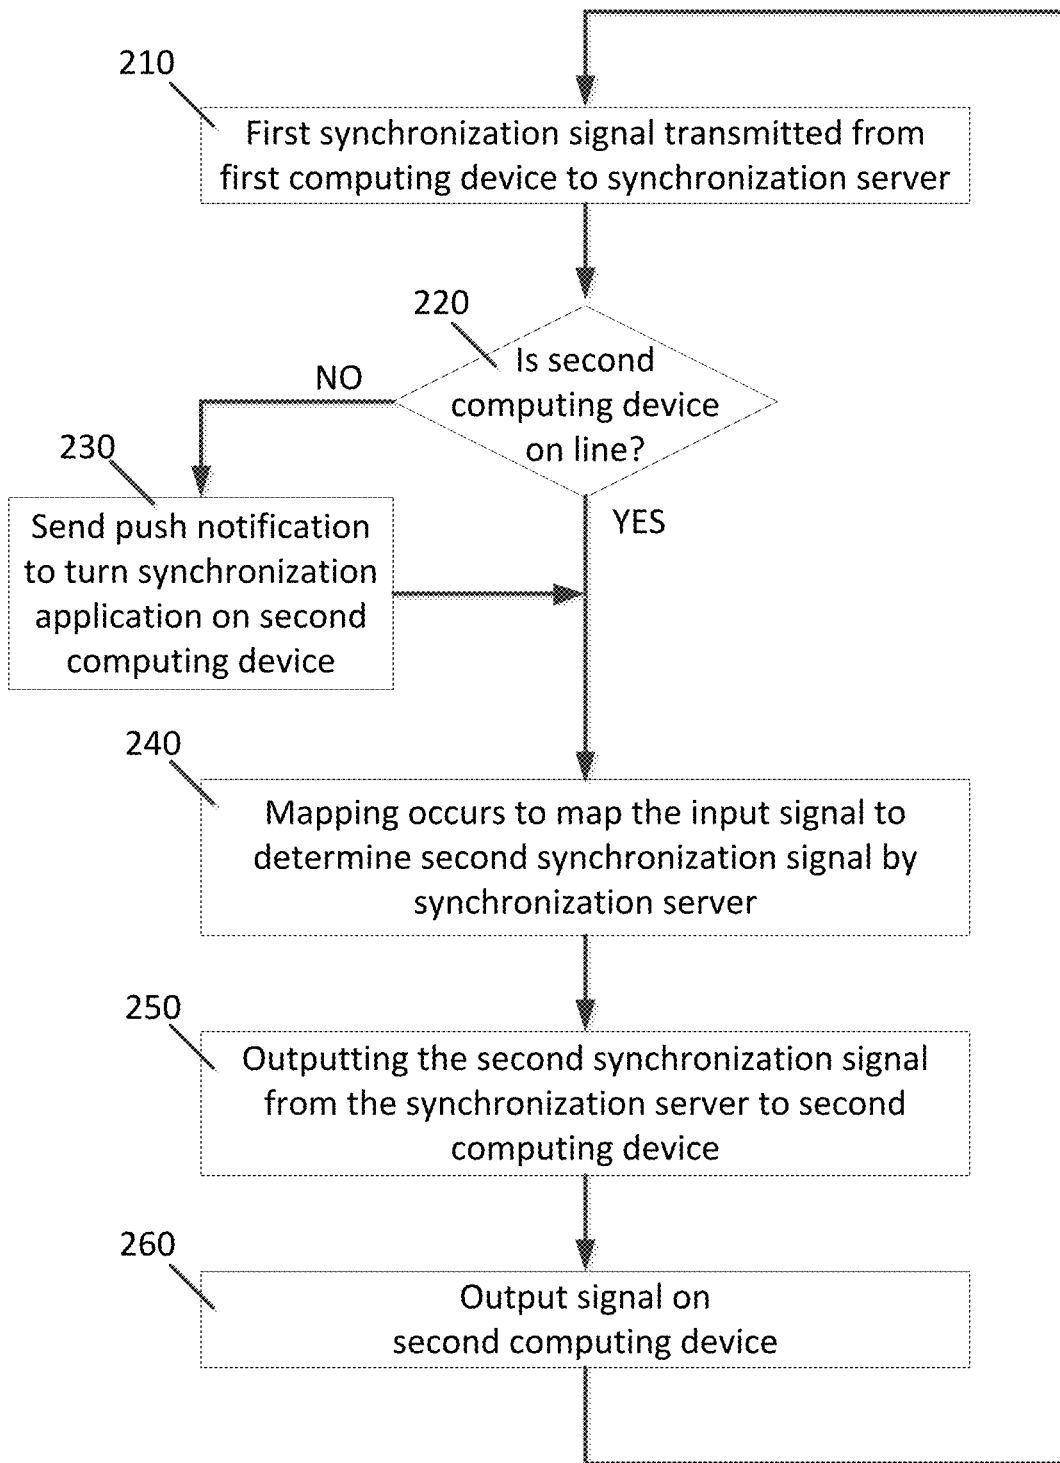 210
First synchronization signal transmitted from
first computing device to synchronization server
220
Is second
computing device
on line?
NO
YES
230
Send push notification
to turn synchronization
application on second
computing device
240
Mapping occurs to map the input signal to
determine second synchronization signal by
synchronization server
250
Outputting the second synchronization signal
from the synchronization server to second
computing device
260
Output signal on
second computing device